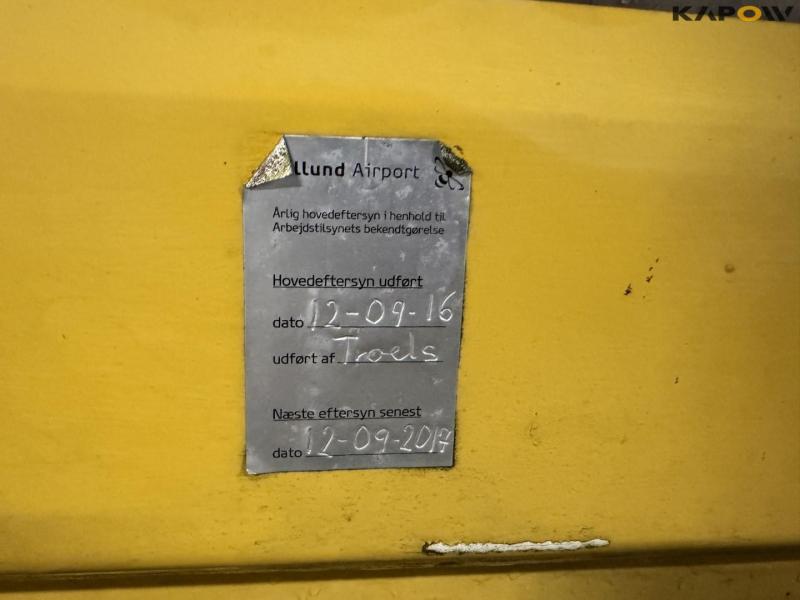 KAPOW
llund Airport
Årlig hovedeftersyn i henhold til
Arbejdstilsynets bekendtgørelse
Hovedeftersyn udført
dato 12-09-16
udført af Troels
Næste eftersyn senest
dato 12-09-2017